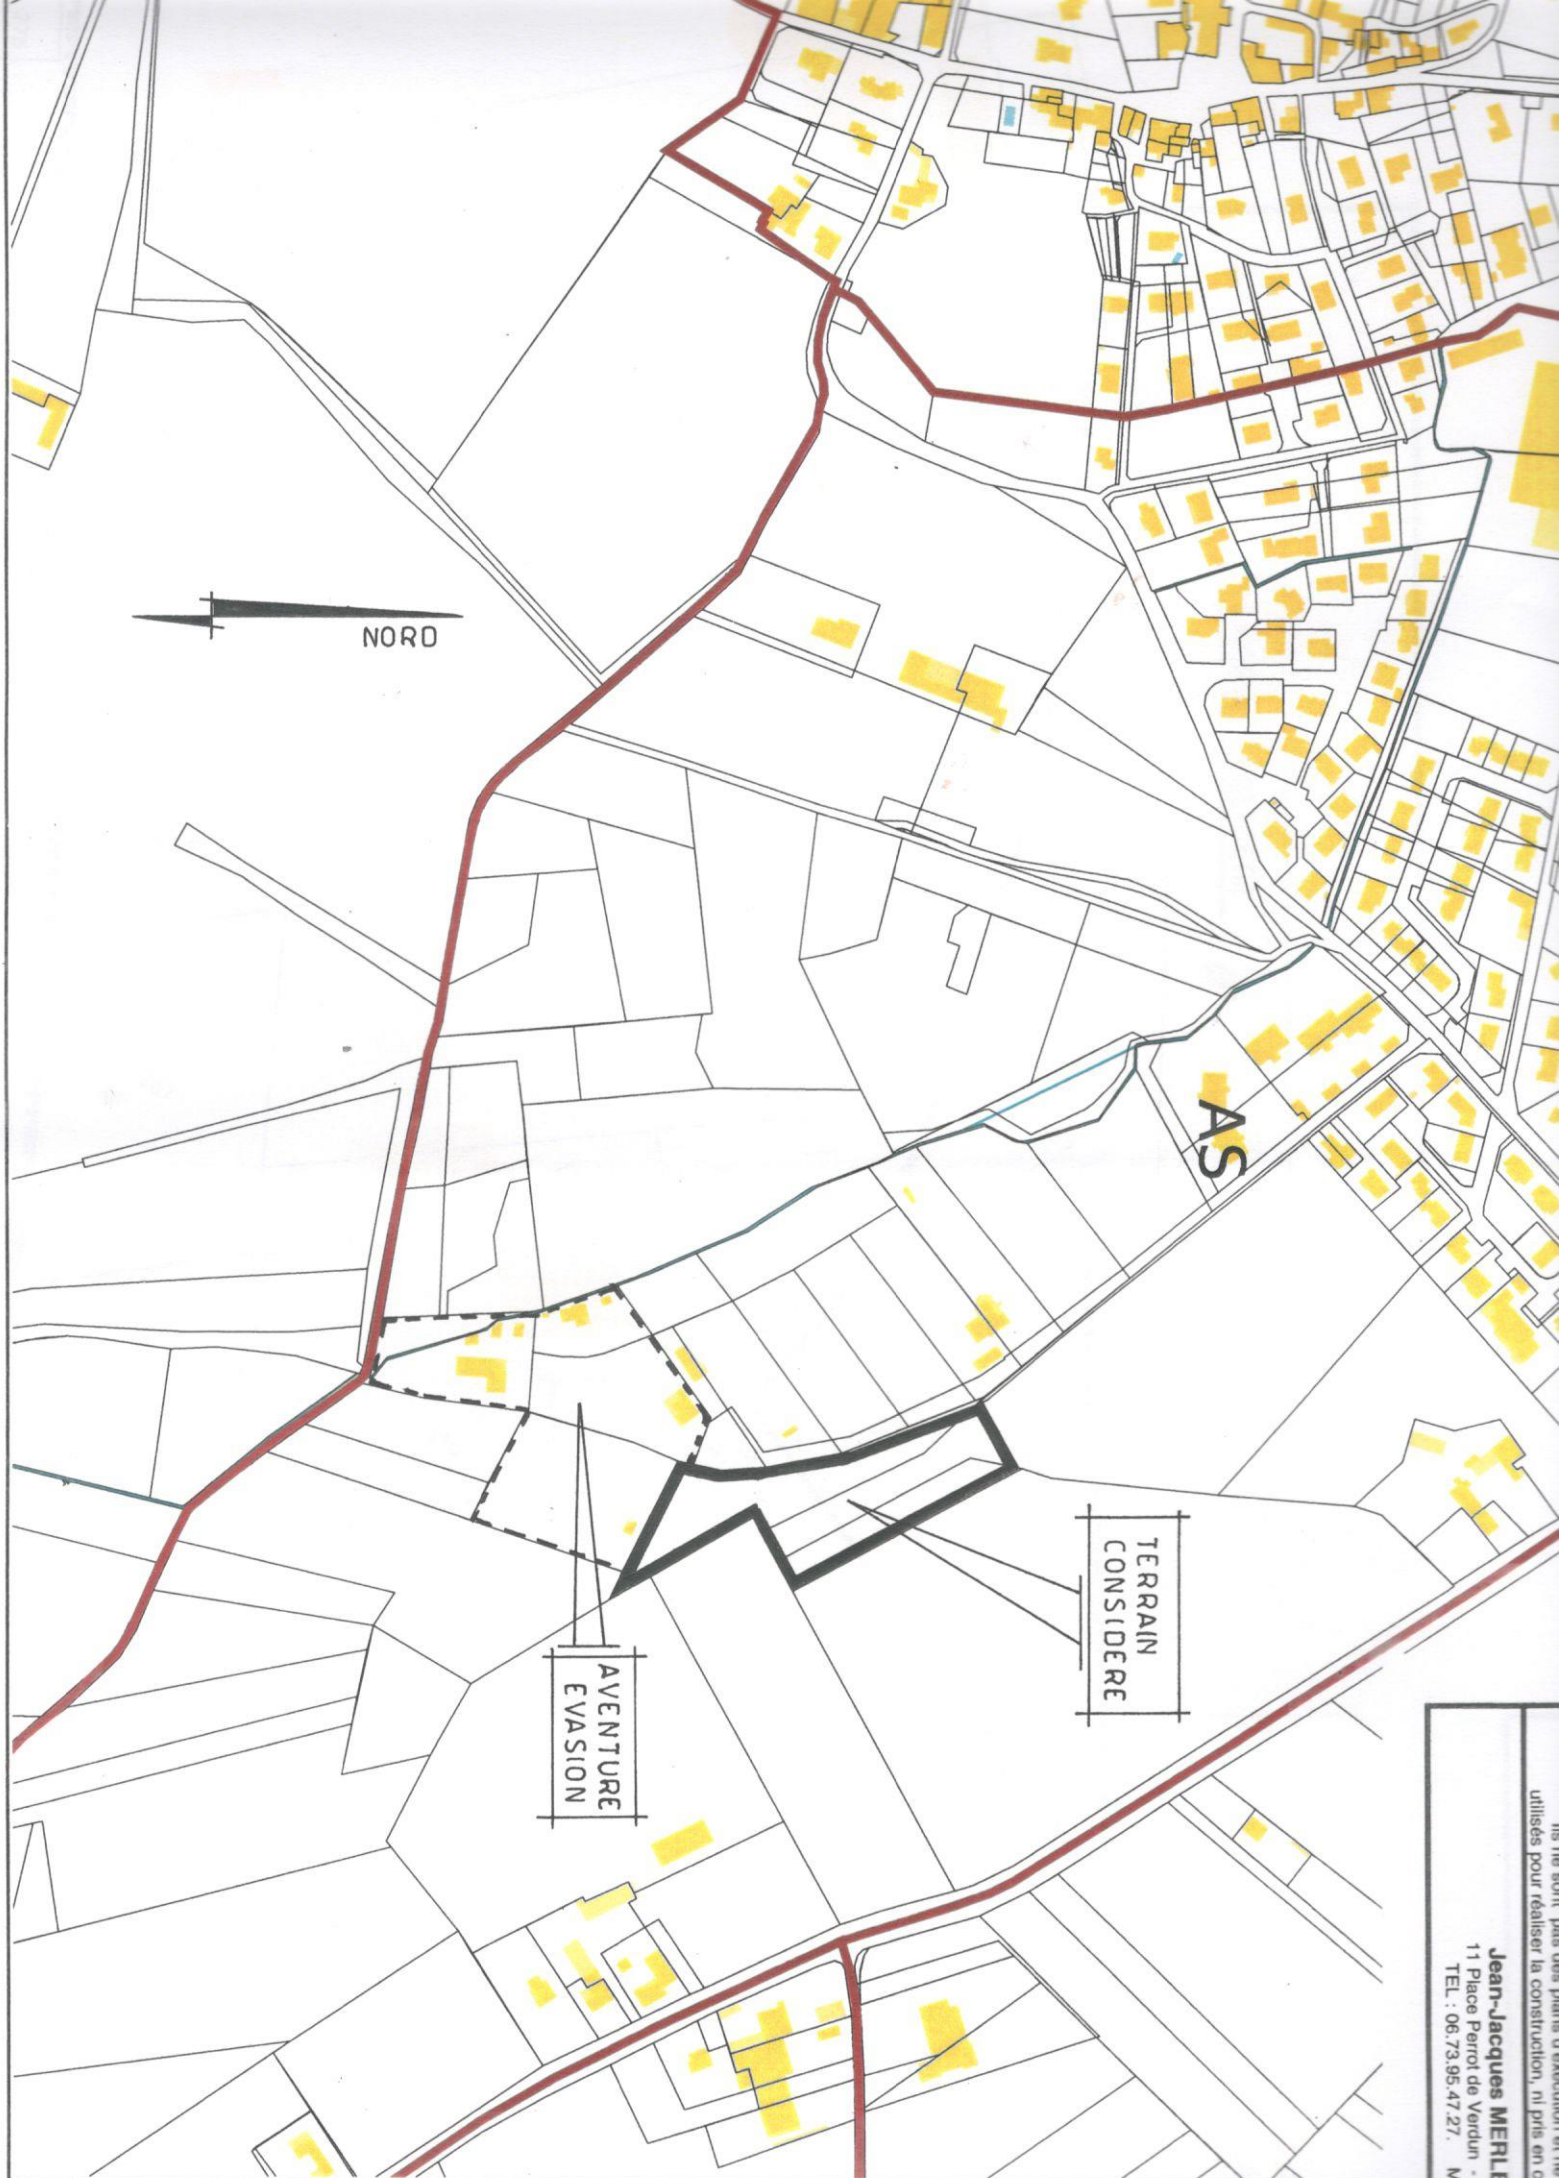 NORD
AS
TERRAIN
CONSIDERE
AVENTURE
EVASION
utilisés pour réaliser la construction, ni pris en
Jean-Jacques
11 Place Perrot de Verdun -
TEL : 06.73.95.47.27.